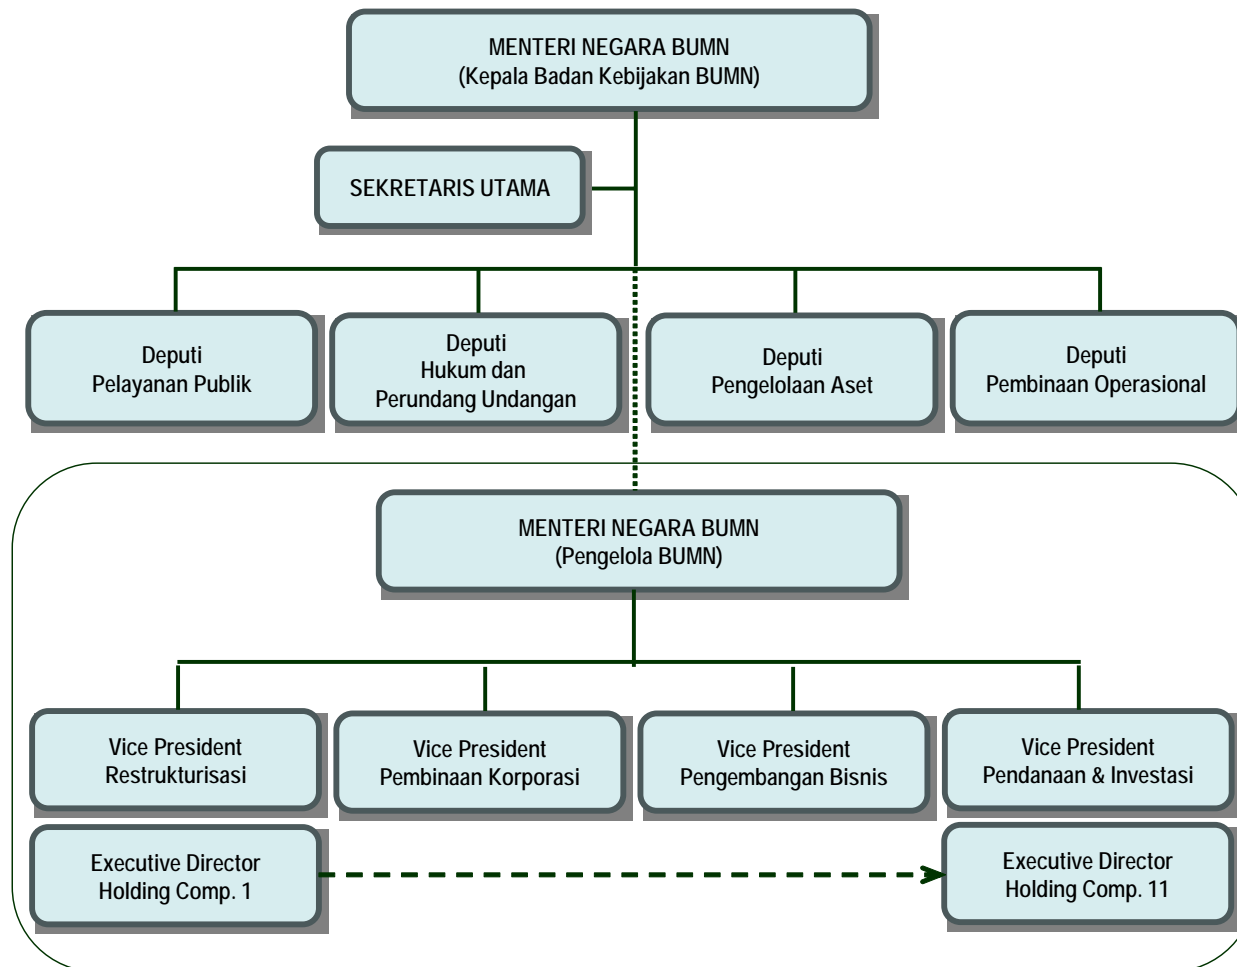 MENTERI NEGARA BUMN
(Kepala Badan Kebijakan BUMN)
SEKRETARIS UTAMA
Deputi
Pelayanan Publik
Deputi
Hukum dan
Perundang Undangan
Deputi
Pengelolaan Aset
Deputi
Pembinaan Operasional
MENTERI NEGARA BUMN
(Pengelola BUMN)
Vice President
Restrukturisasi
Vice President
Pembinaan Korporasi
Vice President
Pengembangan Bisnis
Vice President
Pendanaan & Investasi
Executive Director
Holding Comp. 1
Executive Director
Holding Comp. 11